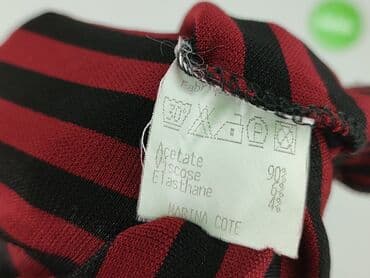 30°
P
Acetate 90%
Viscose 6%
Elasthane 4%
MARINA COTE